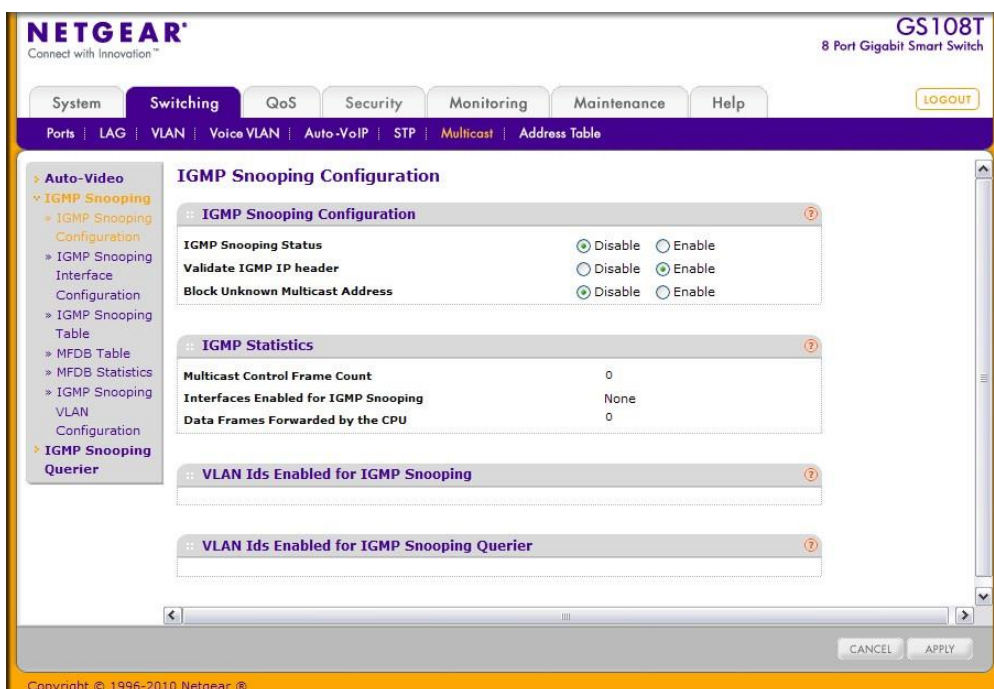 NETGEAR®
Connect with Innovation™
GS108T
8 Port Gigabit Smart Switch
System
Switching
QoS
Security
Monitoring
Maintenance
Help
LOGOUT
Ports | LAG | VLAN | Voice VLAN | Auto-VoIP | STP | Multicast | Address Table
Auto-Video
IGMP Snooping
» IGMP Snooping
Configuration
» IGMP Snooping
Interface
Configuration
» IGMP Snooping
Table
» MFDB Table
» MFDB Statistics
» IGMP Snooping
VLAN
Configuration
IGMP Snooping
Querier
IGMP Snooping Configuration
IGMP Snooping Configuration ?
IGMP Snooping Status Disable Enable
Validate IGMP IP header Disable Enable
Block Unknown Multicast Address Disable Enable
IGMP Statistics ?
Multicast Control Frame Count 0
Interfaces Enabled for IGMP Snooping None
Data Frames Forwarded by the CPU 0
VLAN Ids Enabled for IGMP Snooping ?
VLAN Ids Enabled for IGMP Snooping Querier ?
CANCEL
APPLY
Copyright © 1996-2010 Netgear ®